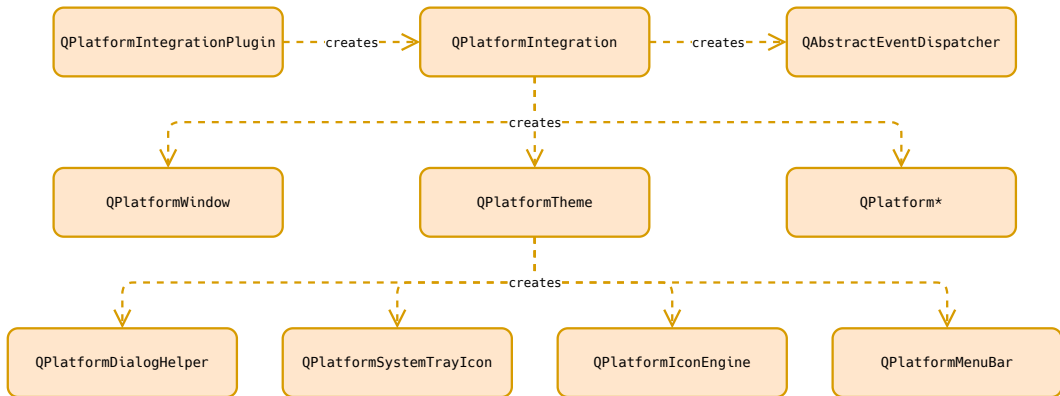 QPlatformIntegrationPlugin creates QPlatformIntegration creates QAbstractEventDispatcher
creates
QPlatformWindow QPlatformTheme QPlatform*
creates
QPlatformDialogHelper QPlatformSystemTrayIcon QPlatformIconEngine QPlatformMenuBar